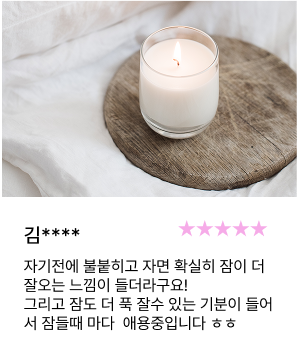 김****
★★★★★
자기전에 불붙히고 자면 확실히 잠이 더
잘오는 느낌이 들더라구요!
그리고 잠도 더 푹 잘수 있는 기분이 들어
서 잠들때 마다  애용중입니다 ㅎㅎ